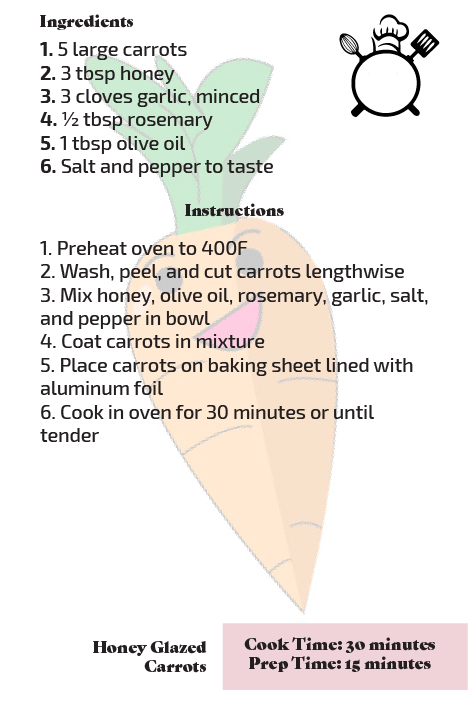 Ingredients
1. 5 large carrots
2. 3 tbsp honey
3. 3 cloves garlic, minced
4. ½ tbsp rosemary
5. 1 tbsp olive oil
6. Salt and pepper to taste
Instructions
1. Preheat oven to 400F
2. Wash, peel, and cut carrots lengthwise
3. Mix honey, olive oil, rosemary, garlic, salt,
and pepper in bowl
4. Coat carrots in mixture
5. Place carrots on baking sheet lined with
aluminum foil
6. Cook in oven for 30 minutes or until
tender
Honey Glazed
Carrots
Cook Time: 30 minutes
Prep Time: 15 minutes